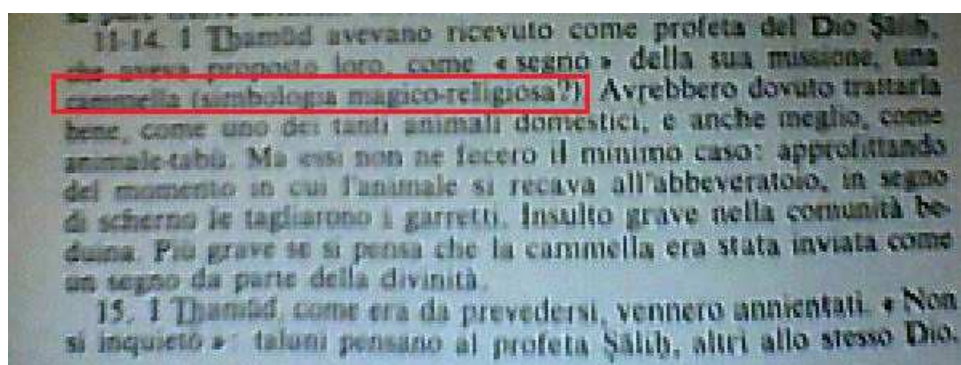 11-14. I Thamūd avevano ricevuto come profeta del Dio Ṣāliḥ,
che aveva proposto loro, come « segno » della sua missione, una
cammella (simbologia magico-religiosa?). Avrebbero dovuto trattarla
bene, come uno dei tanti animali domestici, e anche meglio, come
animale-tabù. Ma essi non ne fecero il minimo caso: approfittando
del momento in cui l'animale si recava all'abbeveratoio, in segno
di scherno le tagliarono i garretti. Insulto grave nella comunità be-
duina. Più grave se si pensa che la cammella era stata inviata come
un segno da parte della divinità.
15. I Thamūd, come era da prevedersi, vennero annientati. « Non
si inquietò »: taluni pensano al profeta Ṣāliḥ, altri allo stesso Dio.